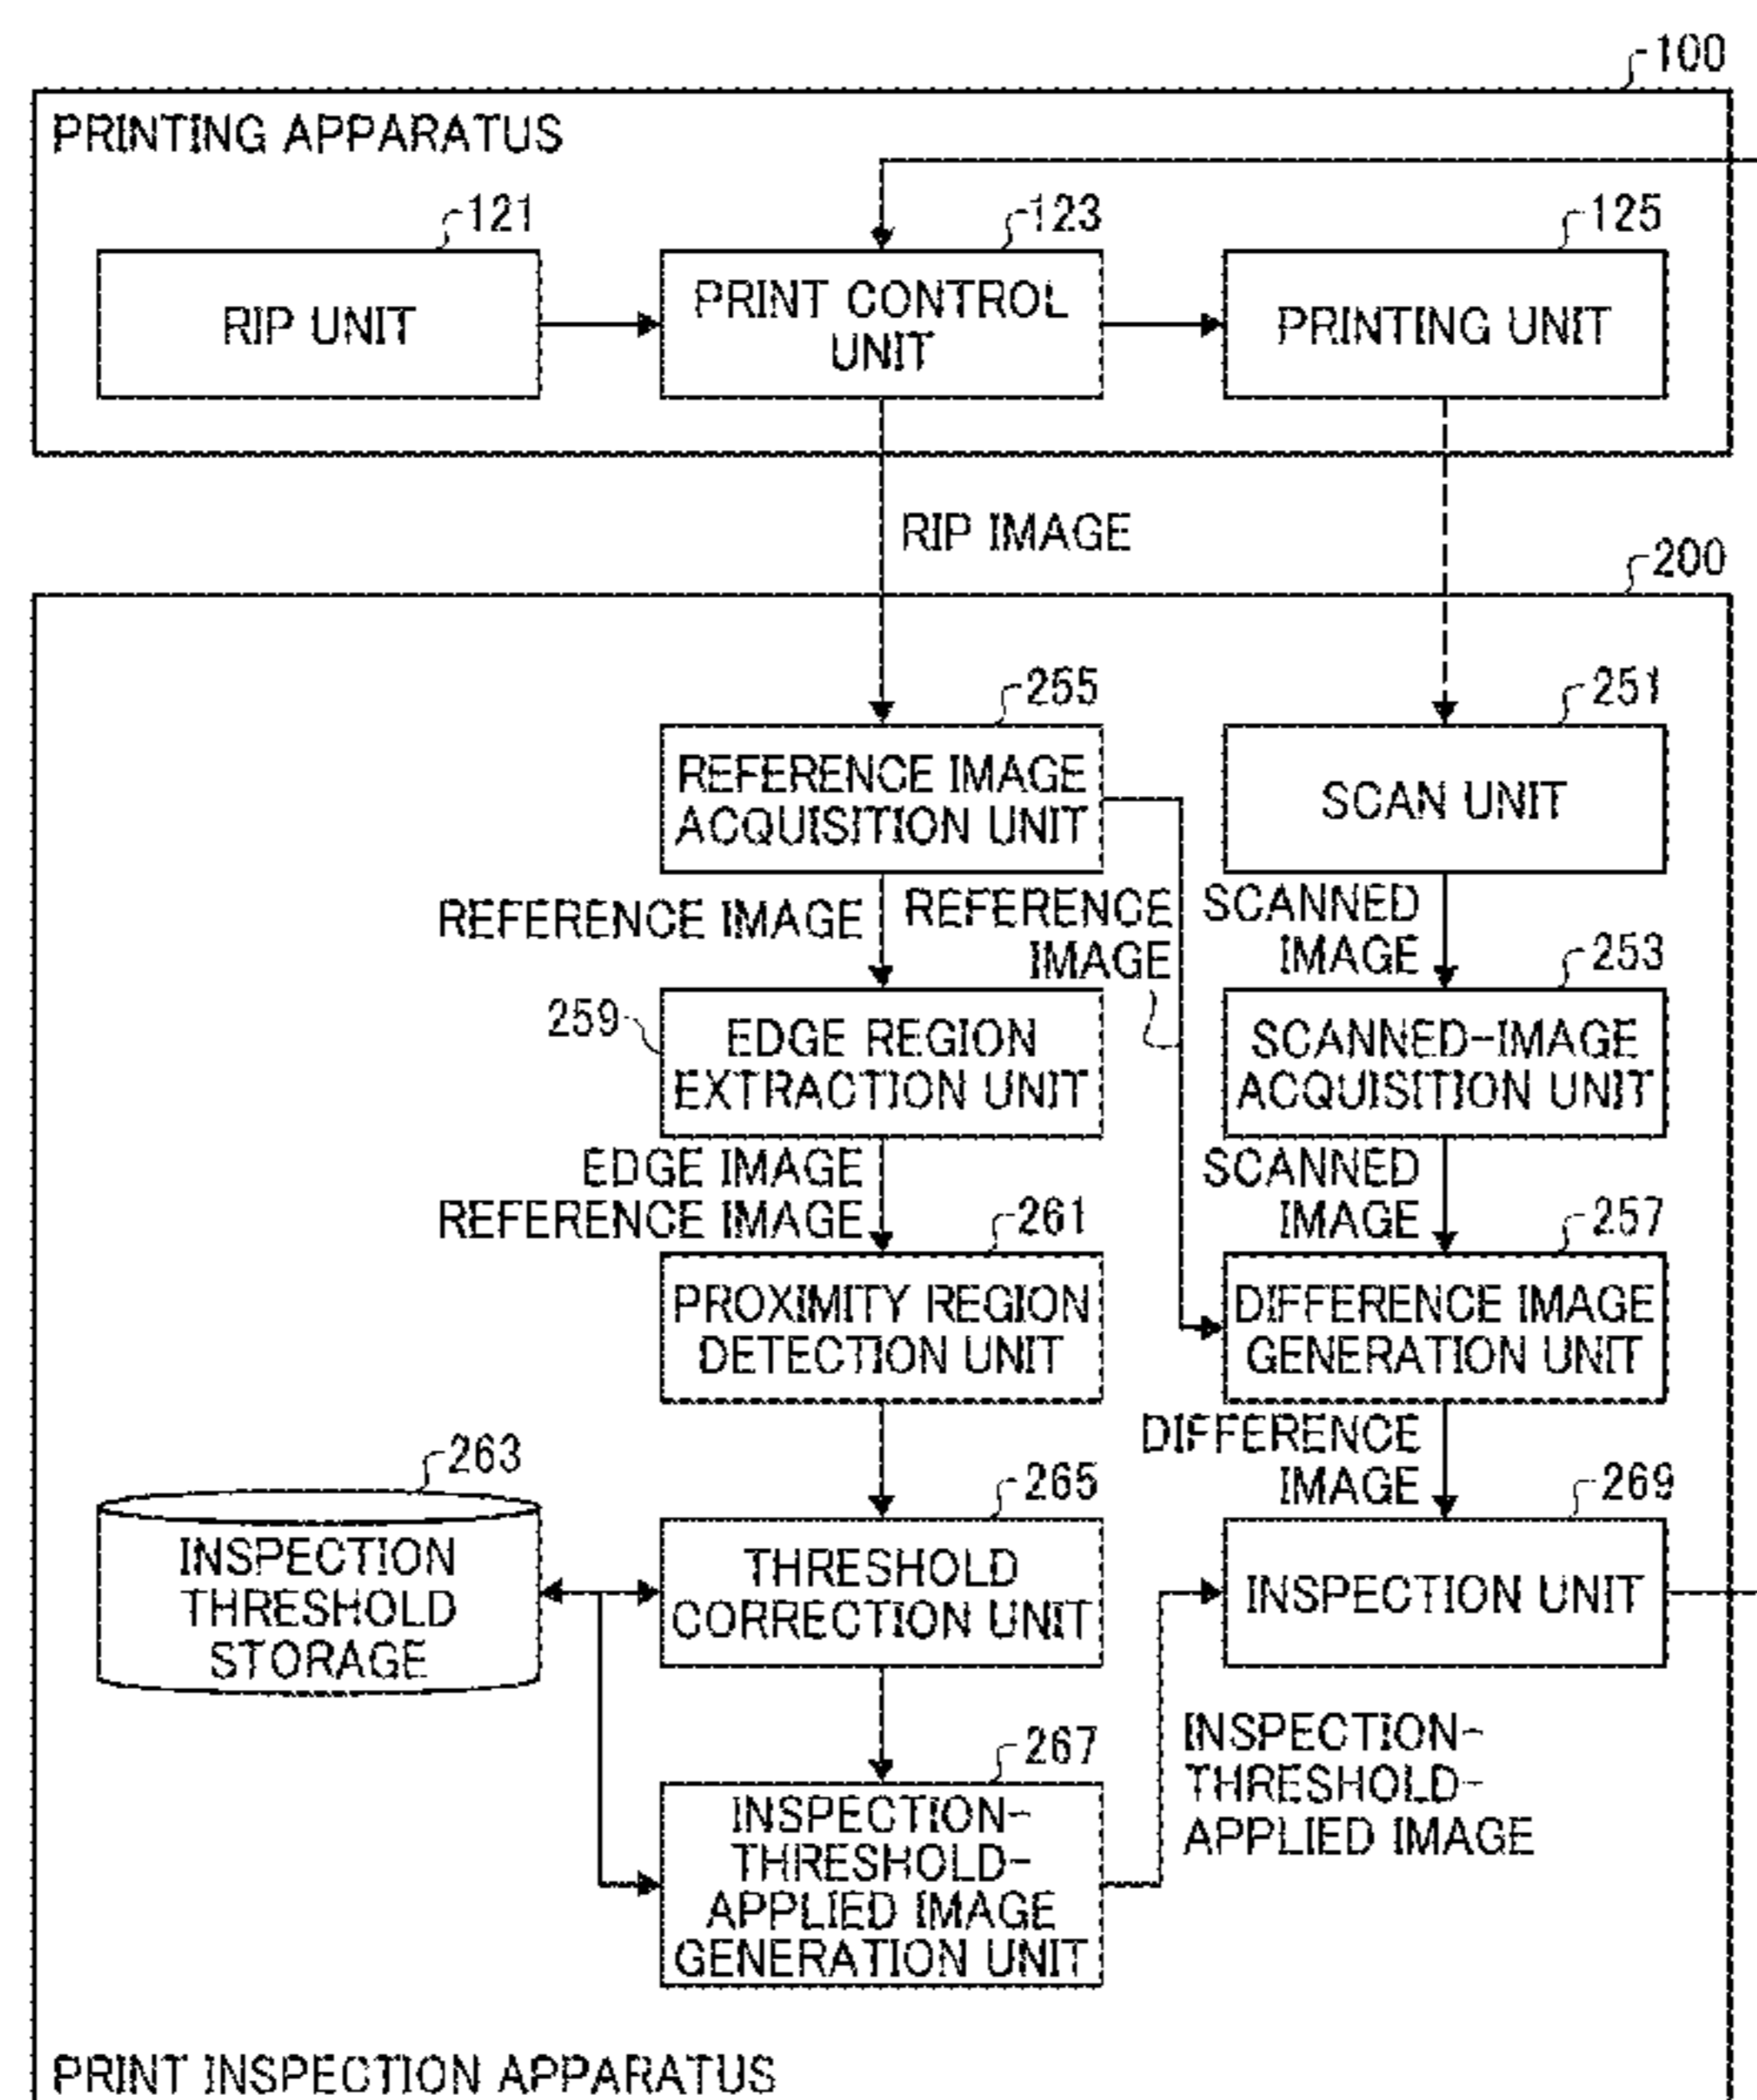 100
PRINTING APPARATUS
121
123
125
RIP UNIT
PRINT CONTROL
UNIT
PRINTING UNIT
RIP IMAGE
200
255
251
REFERENCE IMAGE
ACQUISITION UNIT
SCAN UNIT
REFERENCE IMAGE
REFERENCE
IMAGE
SCANNED
IMAGE
253
259
EDGE REGION
EXTRACTION UNIT
SCANNED-IMAGE
ACQUISITION UNIT
EDGE IMAGE
REFERENCE IMAGE
SCANNED
IMAGE
261
257
PROXIMITY REGION
DETECTION UNIT
DIFFERENCE IMAGE
GENERATION UNIT
DIFFERENCE
IMAGE
263
265
269
INSPECTION
THRESHOLD
STORAGE
THRESHOLD
CORRECTION UNIT
INSPECTION UNIT
267
INSPECTION-
THRESHOLD-
APPLIED IMAGE
GENERATION UNIT
INSPECTION-
THRESHOLD-
APPLIED IMAGE
PRINT INSPECTION APPARATUS